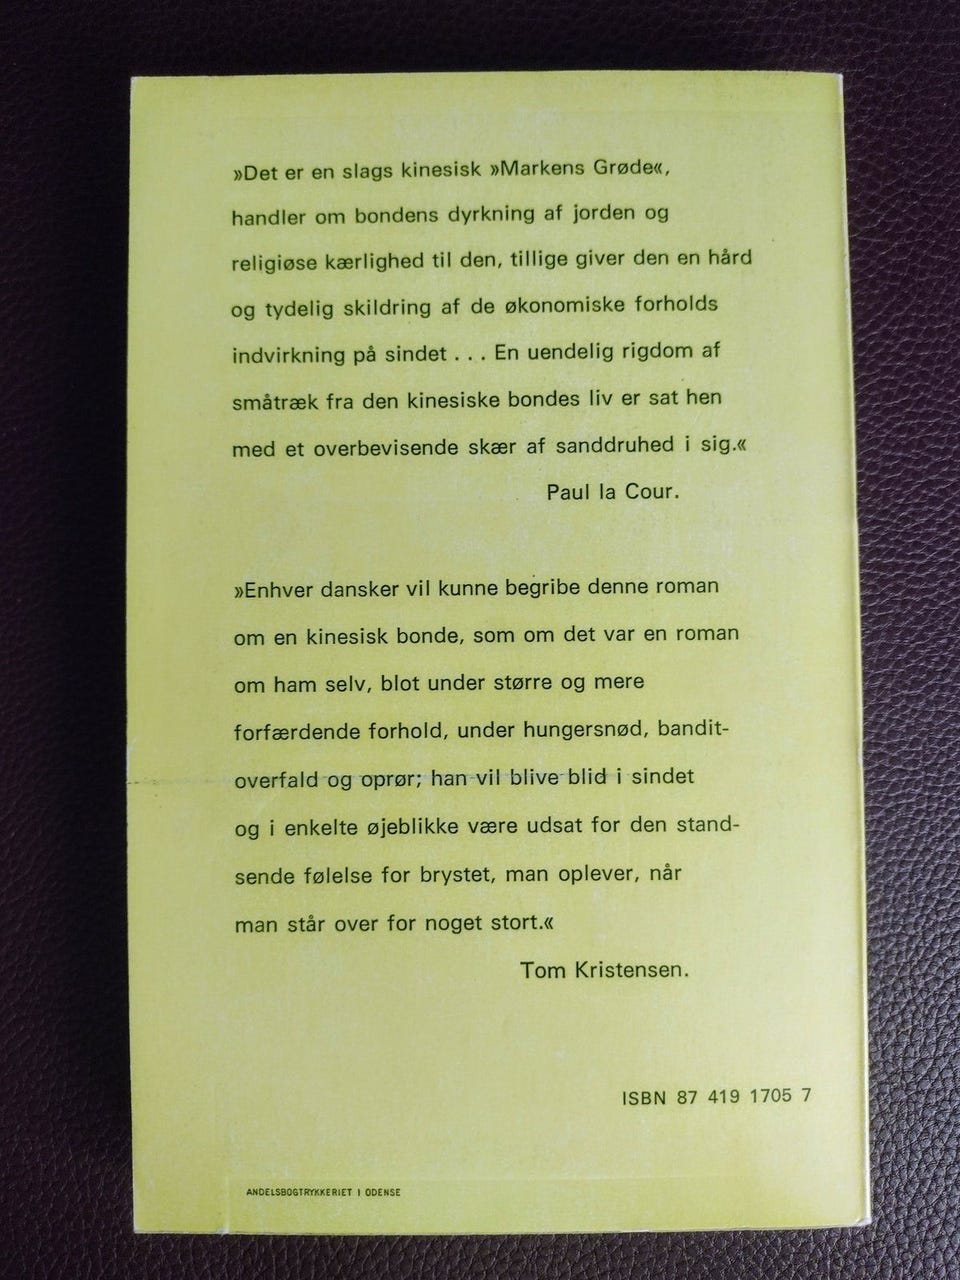 »Det er en slags kinesisk »Markens Grøde«,
handler om bondens dyrkning af jorden og
religiøse kærlighed til den, tillige giver den en hård
og tydelig skildring af de økonomiske forholds
indvirkning på sindet . . . En uendelig rigdom af
småtræk fra den kinesiske bondes liv er sat hen
med et overbevisende skær af sanddruhed i sig.«
Paul la Cour.
»Enhver dansker vil kunne begribe denne roman
om en kinesisk bonde, som om det var en roman
om ham selv, blot under større og mere
forfærdende forhold, under hungersnød, bandit-
overfald og oprør; han vil blive blid i sindet
og i enkelte øjeblikke være udsat for den stand-
sende følelse for brystet, man oplever, når
man står over for noget stort.«
Tom Kristensen.
ISBN 87 419 1705 7
ANDELSBOGTRYKKERIET I ODENSE